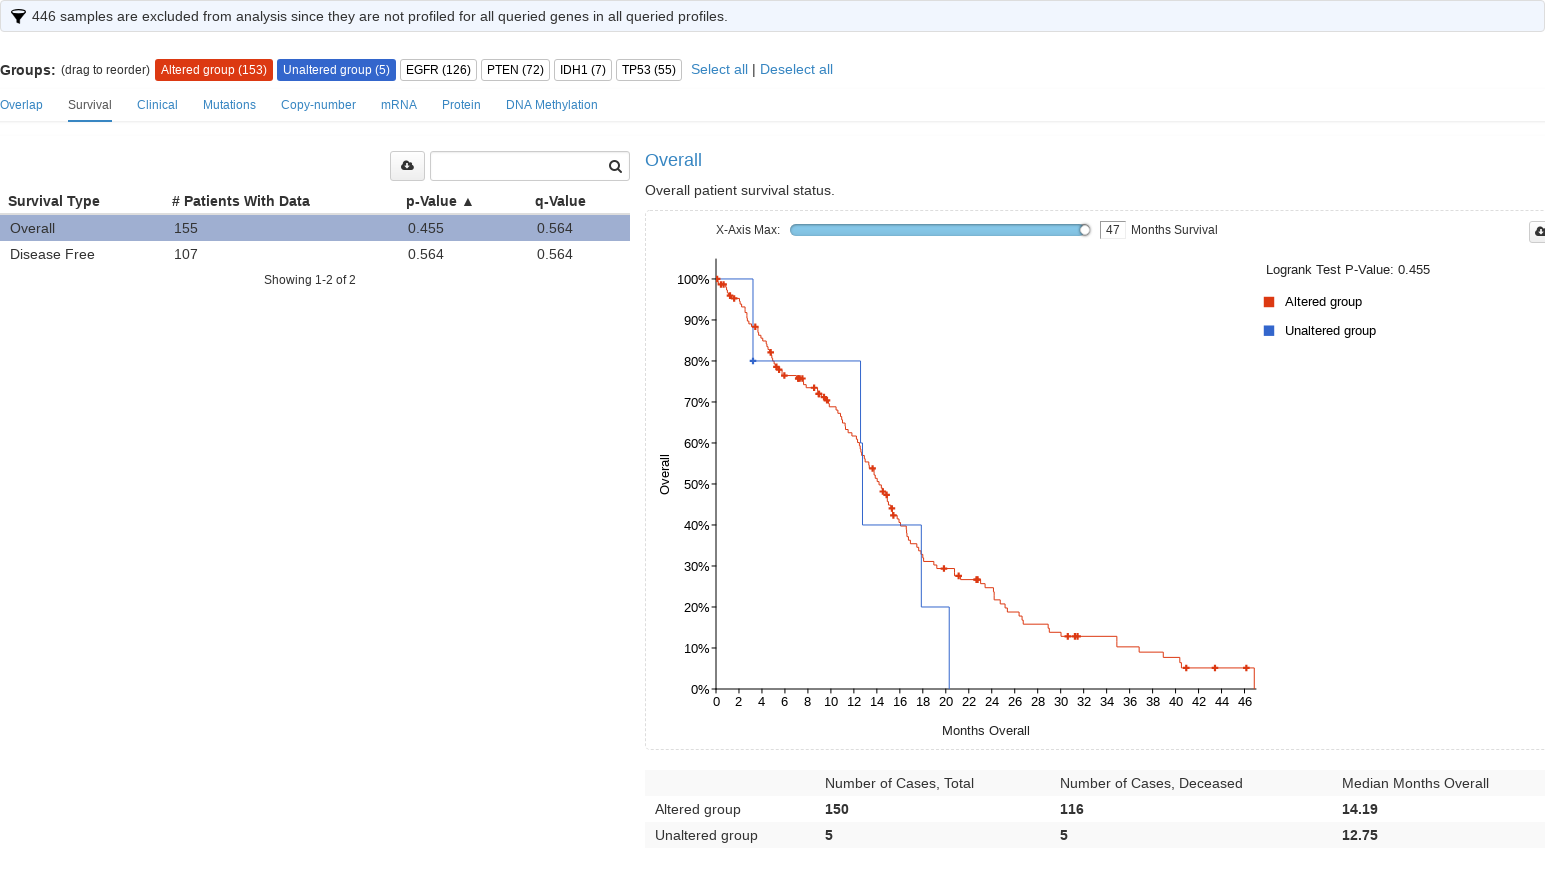 446 samples are excluded from analysis since they are not profiled for all queried genes in all queried profiles.
Groups: (drag to reorder) Altered group (153) Unaltered group (5) EGFR (126) PTEN (72) IDH1 (7) TP53 (55) Select all | Deselect all
Overlap Survival Clinical Mutations Copy-number mRNA Protein DNA Methylation
Survival Type # Patients With Data p-Value ▲ q-Value
Overall 155 0.455 0.564
Disease Free 107 0.564 0.564
Showing 1-2 of 2
Overall
Overall patient survival status.
X-Axis Max: 47 Months Survival
Logrank Test P-Value: 0.455
Altered group
Unaltered group
100%
90%
80%
70%
60%
50%
40%
30%
20%
10%
0%
Overall
0 2 4 6 8 10 12 14 16 18 20 22 24 26 28 30 32 34 36 38 40 42 44 46
Months Overall
Number of Cases, Total Number of Cases, Deceased Median Months Overall
Altered group 150 116 14.19
Unaltered group 5 5 12.75